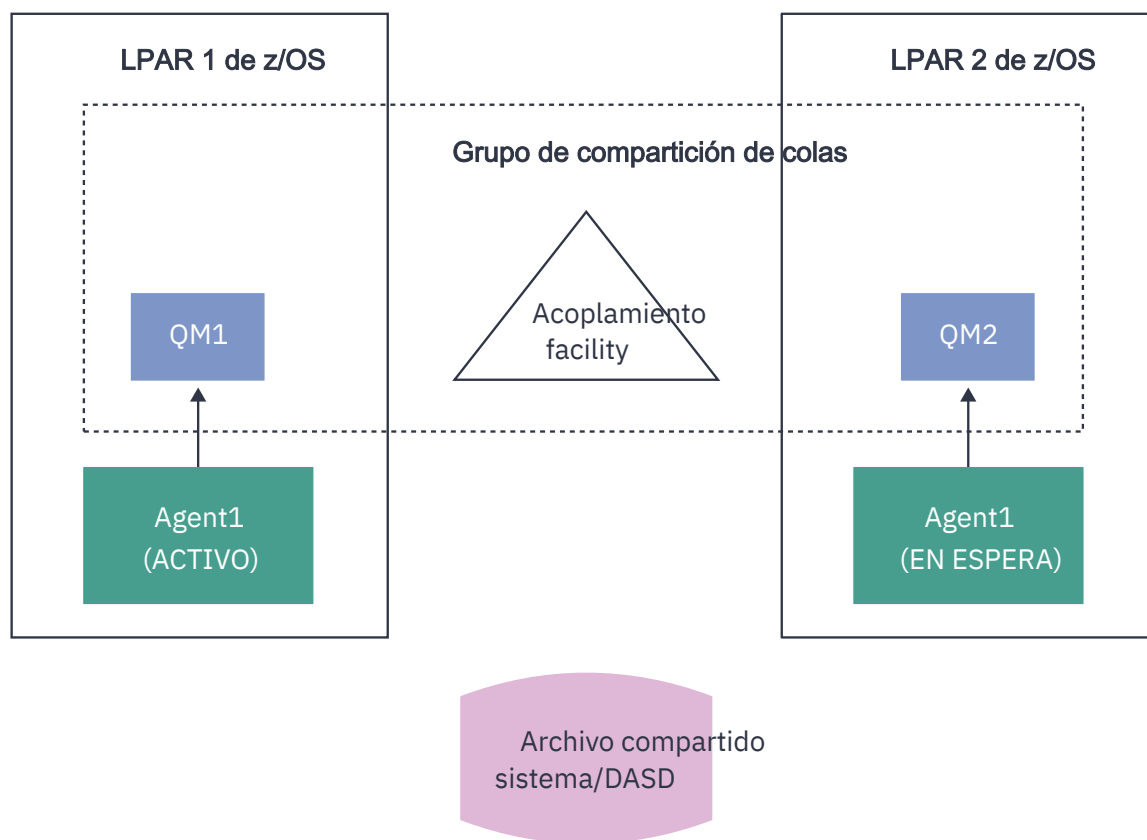 LPAR 1 de z/OS
LPAR 2 de z/OS
Grupo de compartición de colas
Acoplamiento
facility
QM1
QM2
Agent1
(ACTIVO)
Agent1
(EN ESPERA)
Archivo compartido
sistema/DASD